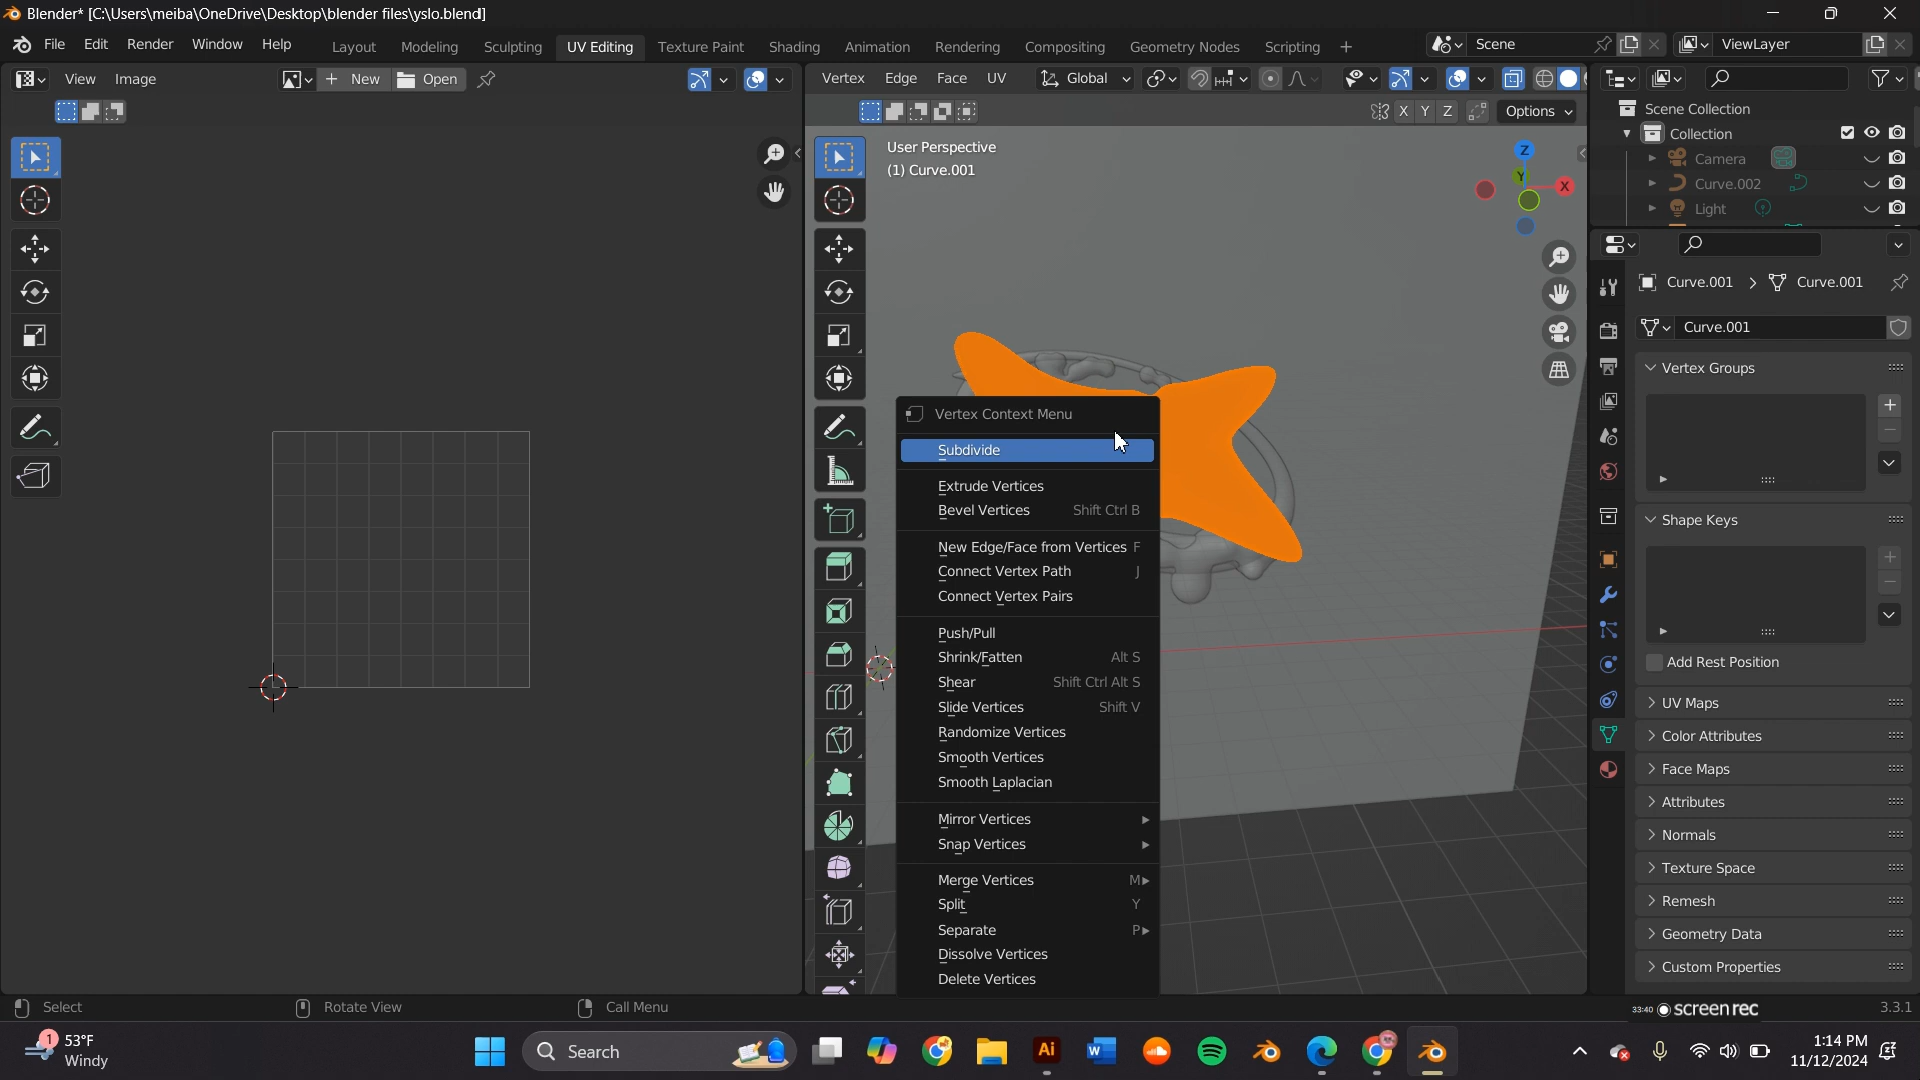 Blender* [C:\Users\meiba\OneDrive\Desktop\blender files\yslo.blend]
File Edit Render Window Help Layout Modeling Sculpting UV Editing Texture Paint Shading Animation Rendering Compositing Geometry Nodes Scripting + Scene ViewLayer
View Image + New Open Vertex Edge Face UV Global
X Y Z Options
Scene Collection
Collection
Camera
Curve.002
Light
User Perspective
(1) Curve.001
Z
Y
X
Curve.001 > Curve.001
Curve.001
Vertex Groups
Shape Keys
Add Rest Position
UV Maps
Color Attributes
Face Maps
Attributes
Normals
Texture Space
Remesh
Geometry Data
Custom Properties
Vertex Context Menu
Subdivide
Extrude Vertices
Bevel Vertices Shift Ctrl B
New Edge/Face from Vertices F
Connect Vertex Path J
Connect Vertex Pairs
Push/Pull
Shrink/Fatten Alt S
Shear Shift Ctrl Alt S
Slide Vertices Shift V
Randomize Vertices
Smooth Vertices
Smooth Laplacian
Mirror Vertices
Snap Vertices
Merge Vertices M
Split Y
Separate P
Dissolve Vertices
Delete Vertices
Select Rotate View Call Menu 33:40 screenrec 3.3.1
1 53°F
Windy
Search
Ai W
1:14 PM
11/12/2024